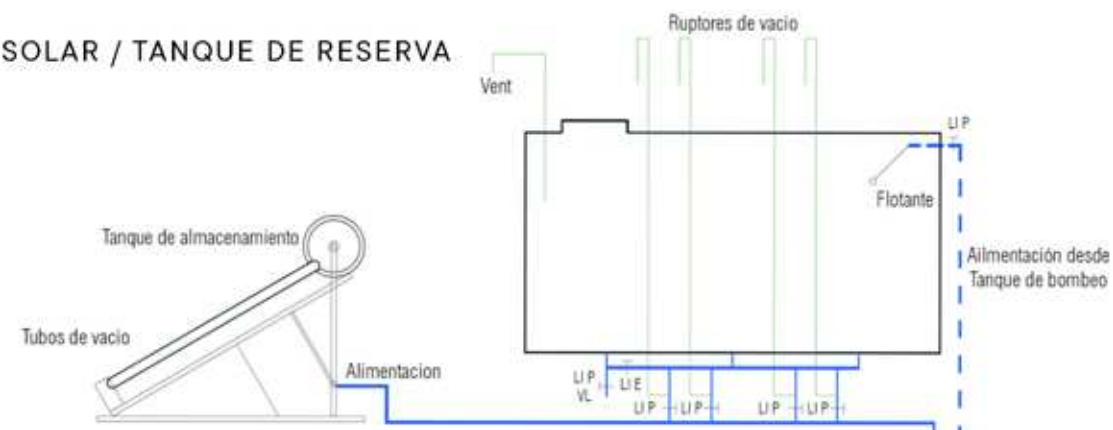 Ruptores de vacio
SOLAR / TANQUE DE RESERVA
Vent
LI P
Flotante
Tanque de almacenamiento
Ailmentación desde
Tanque de bombeo
Tubos de vacio
Alimentacion
LI P
VL
LI E
LI P
LI P
LI P
LI P